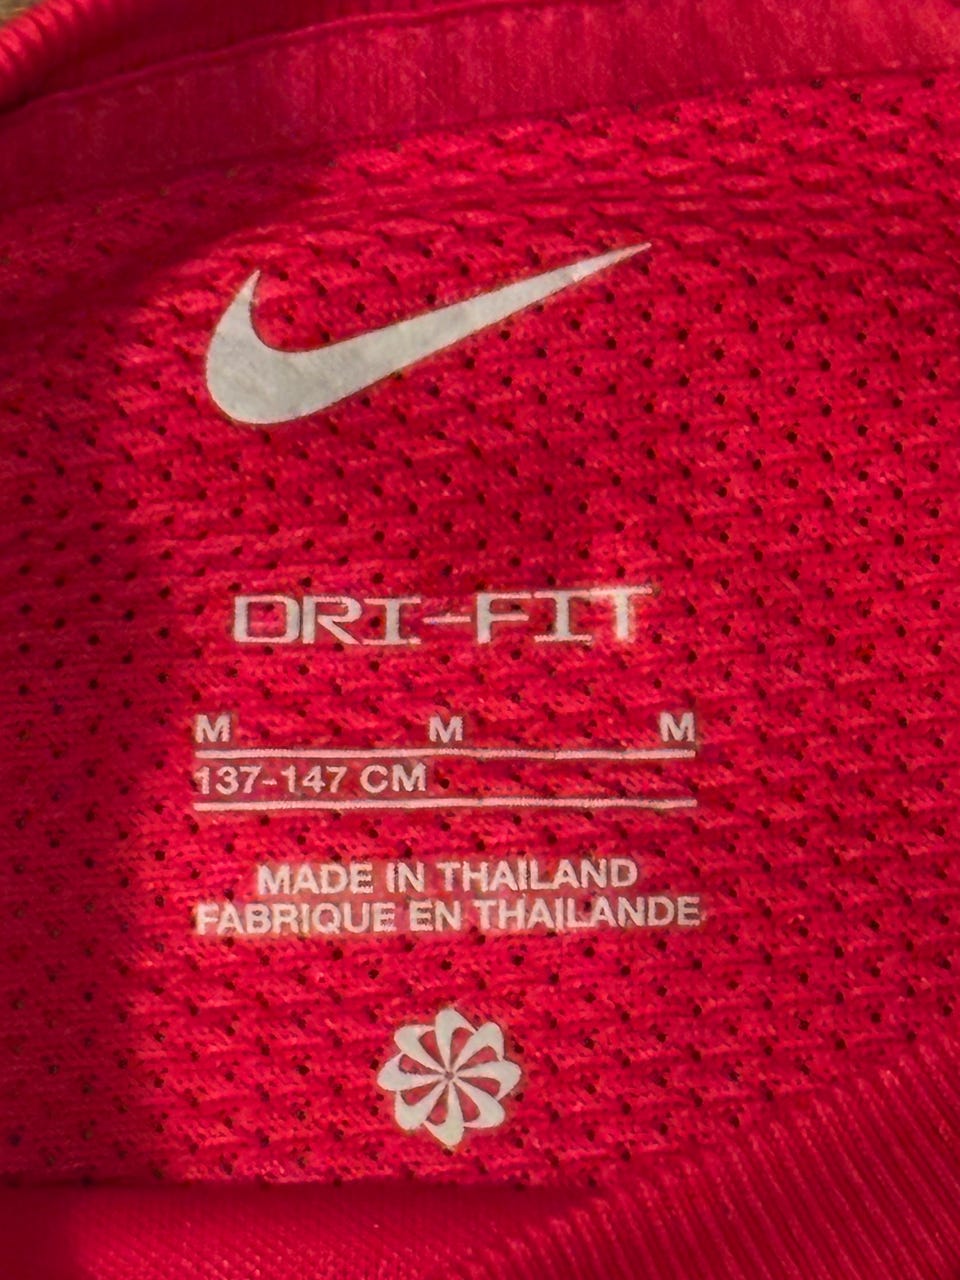 DRI-FIT
M M M
137-147 CM
MADE IN THAILAND
FABRIQUE EN THAILANDE